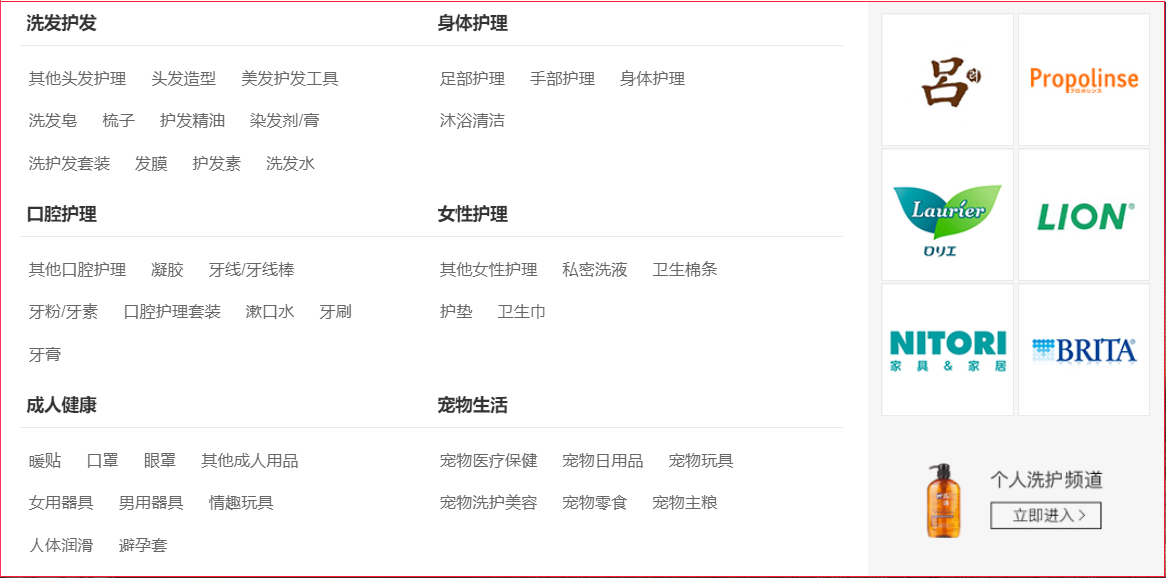 洗发护发
其他头发护理 头发造型 美发护发工具
洗发皂 梳子 护发精油 染发剂/膏
洗护发套装 发膜 护发素 洗发水
身体护理
足部护理 手部护理 身体护理
沐浴清洁
口腔护理
其他口腔护理 凝胶 牙线/牙线棒
牙粉/牙素 口腔护理套装 漱口水 牙刷
牙膏
女性护理
其他女性护理 私密洗液 卫生棉条
护垫 卫生巾
成人健康
暖贴 口罩 眼罩 其他成人用品
女用器具 男用器具 情趣玩具
人体润滑 避孕套
宠物生活
宠物医疗保健 宠物日用品 宠物玩具
宠物洗护美容 宠物零食 宠物主粮
吕 려
Propolinse
プロポリンス
Laurier
ロリエ
LION®
NITORI
家具&家居
BRITA®
个人洗护频道
立即进入>